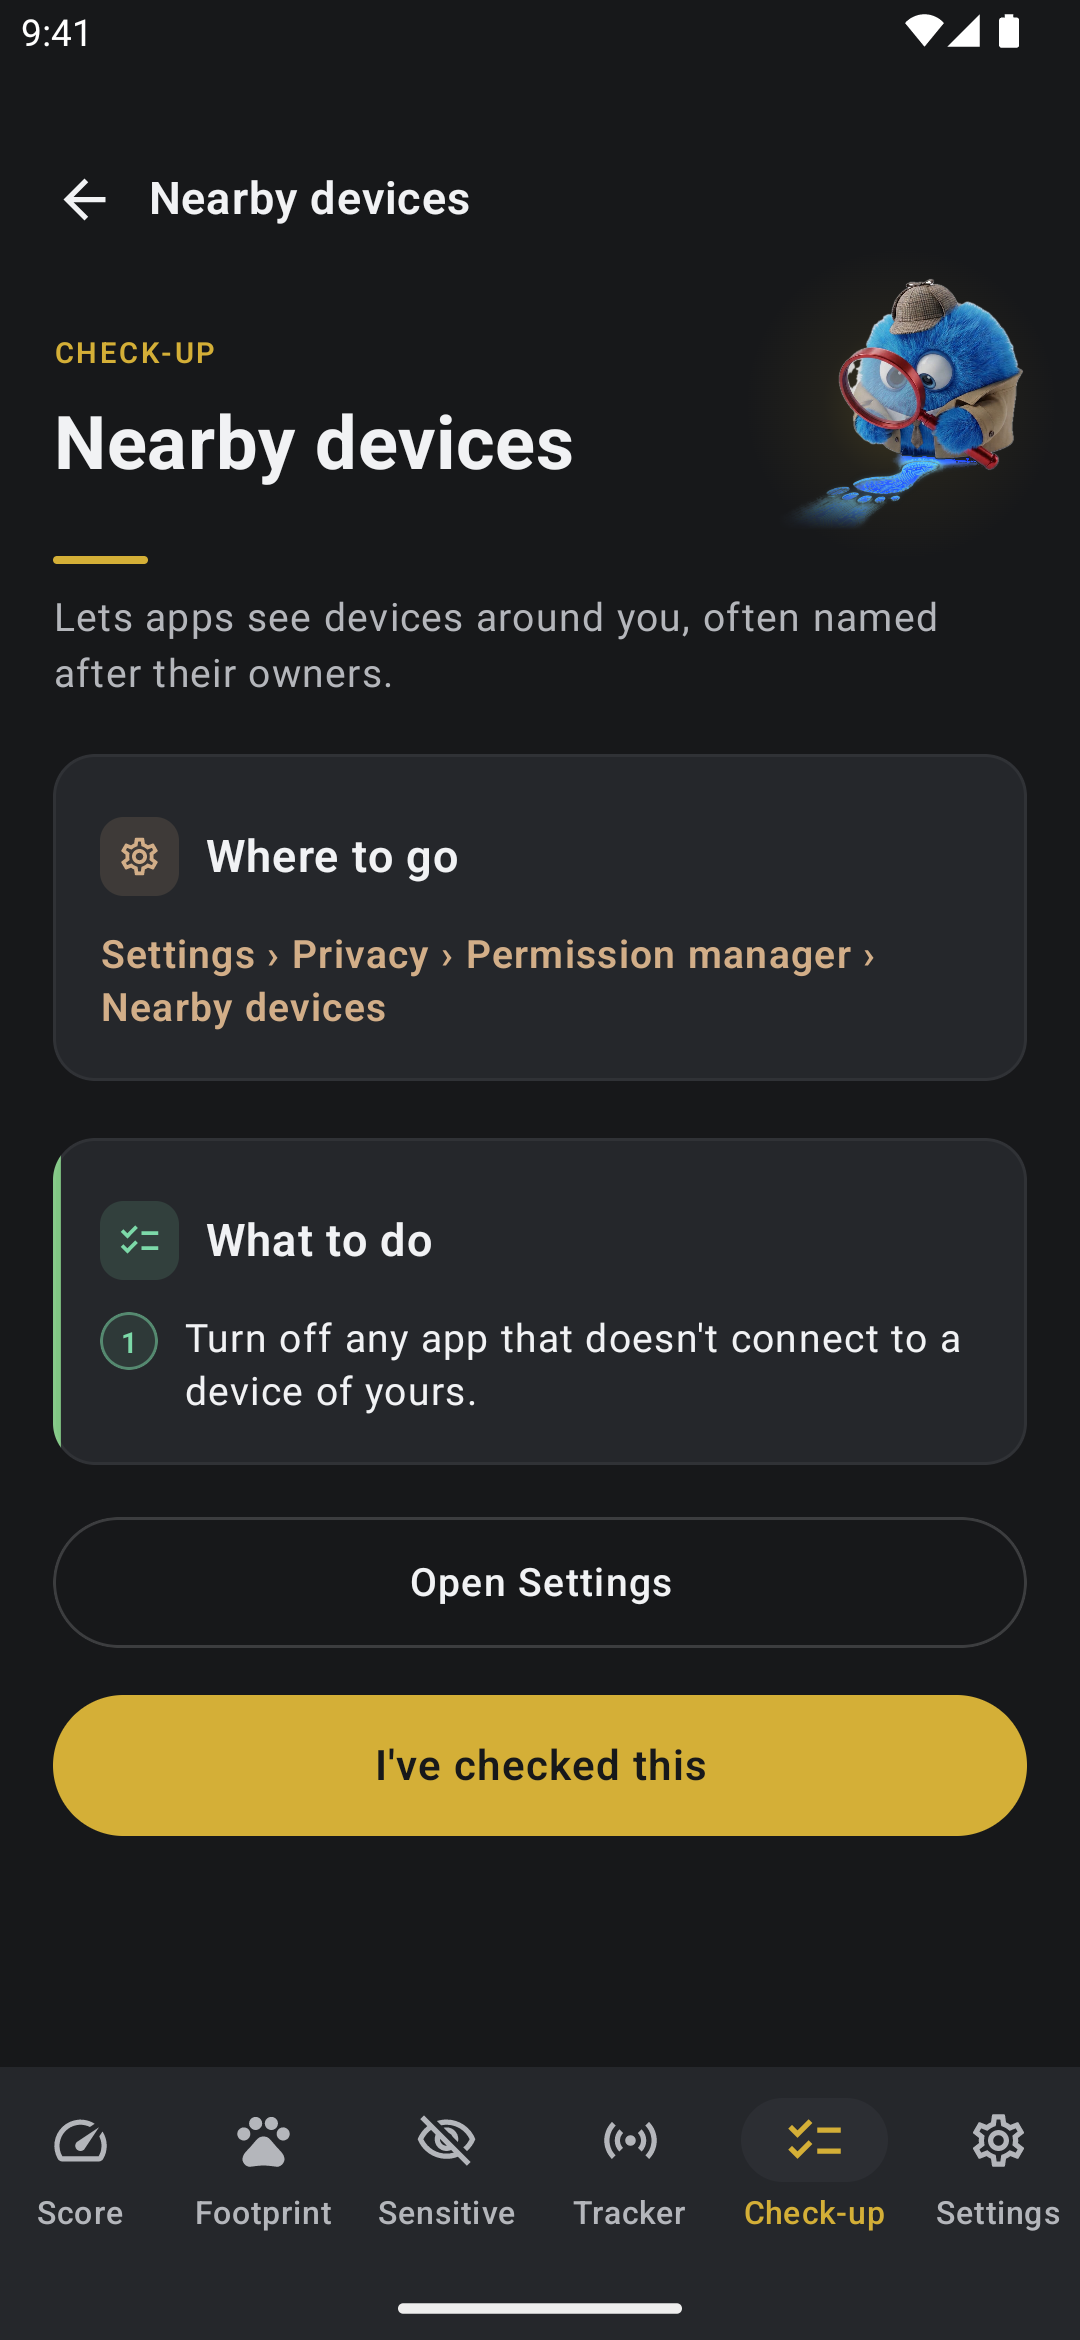 9:41
Nearby devices
CHECK-UP
Nearby devices
Lets apps see devices around you, often named
after their owners.
Where to go
Settings › Privacy › Permission manager ›
Nearby devices
What to do
1 Turn off any app that doesn't connect to a
device of yours.
Open Settings
I've checked this
Score Footprint Sensitive Tracker Check-up Settings